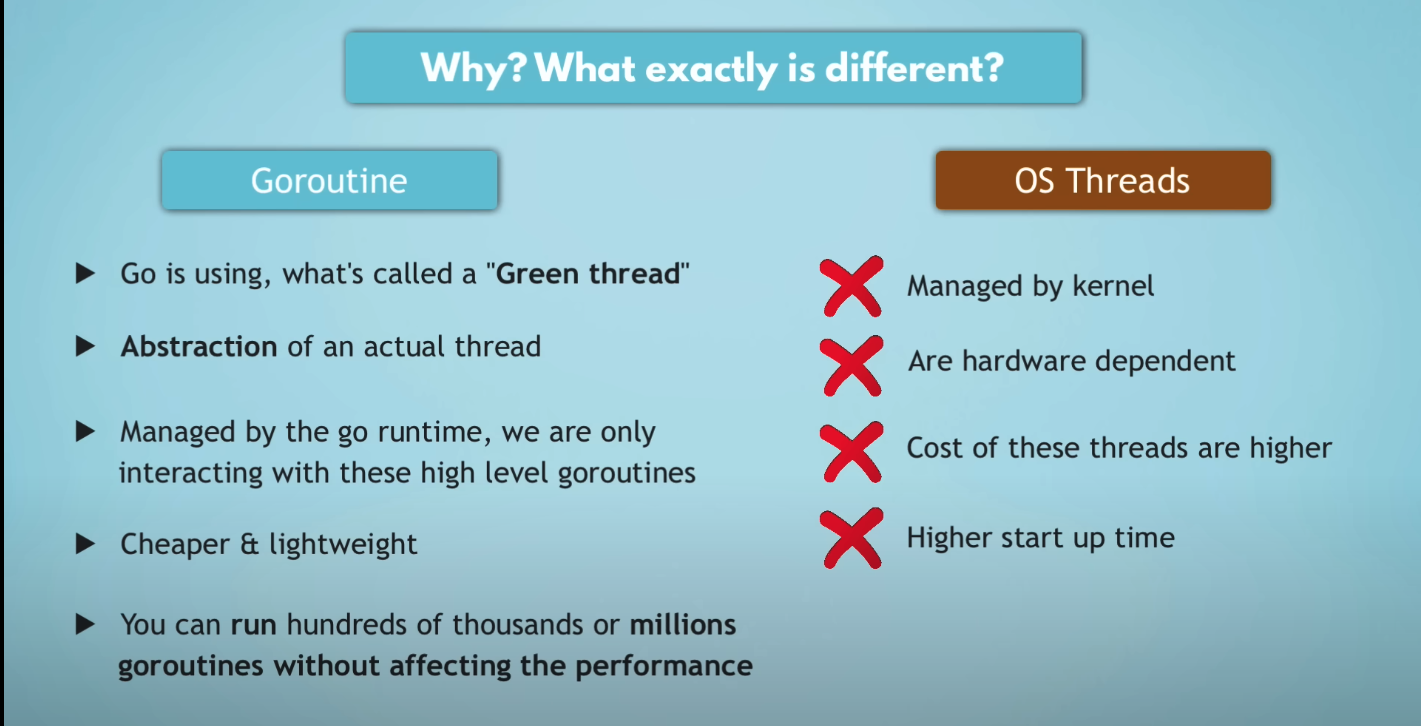 Why? What exactly is different?
Goroutine
Go is using, what's called a "Green thread"
Abstraction of an actual thread
Managed by the go runtime, we are only
interacting with these high level goroutines
Cheaper & lightweight
You can run hundreds of thousands or millions
goroutines without affecting the performance
OS Threads
Managed by kernel
Are hardware dependent
Cost of these threads are higher
Higher start up time